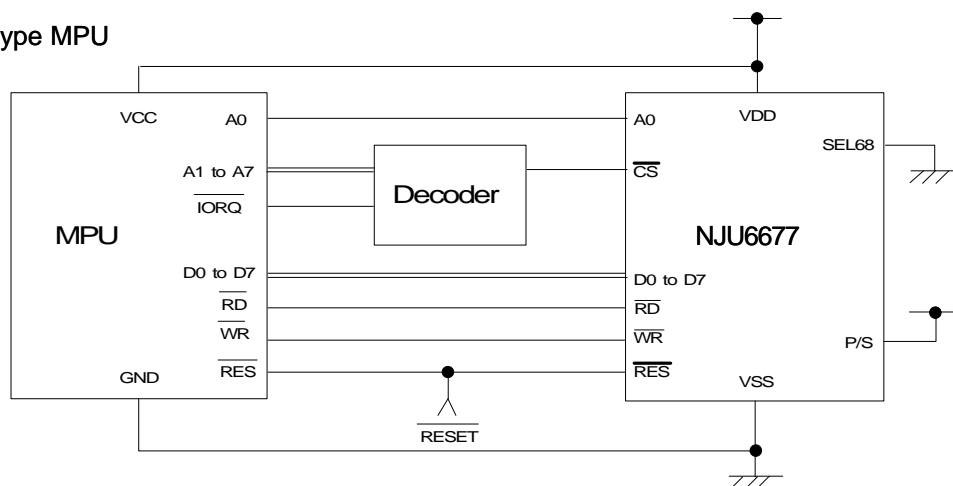 ype MPU
VCC
A0
A1 to A7
IORQ
MPU
D0 to D7
RD
WR
RES
GND
Decoder
RESET
A0
VDD
SEL68
CS
NJU6677
D0 to D7
RD
WR
P/S
RES
VSS